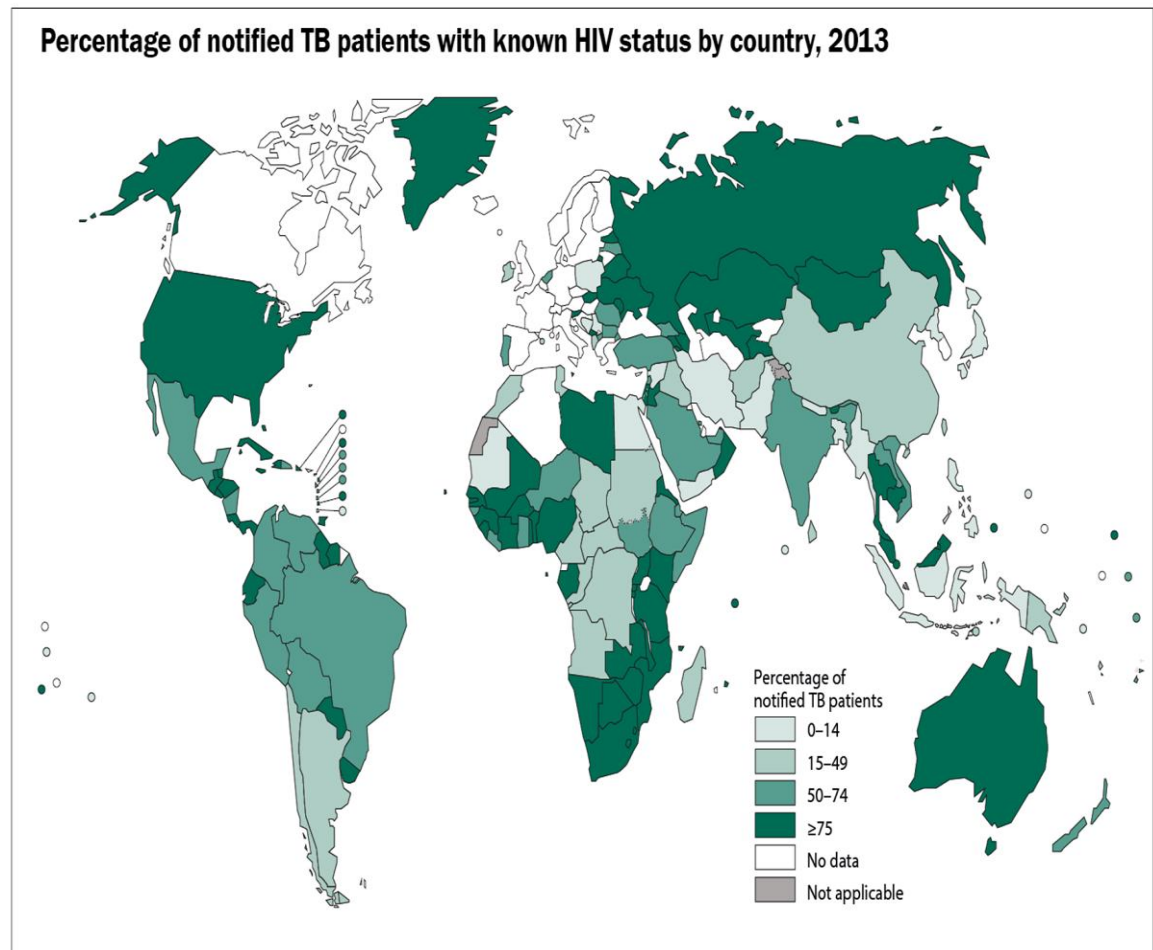 Percentage of notified TB patients with known HIV status by country, 2013
Percentage of
notified TB patients
0–14
15–49
50–74
≥75
No data
Not applicable